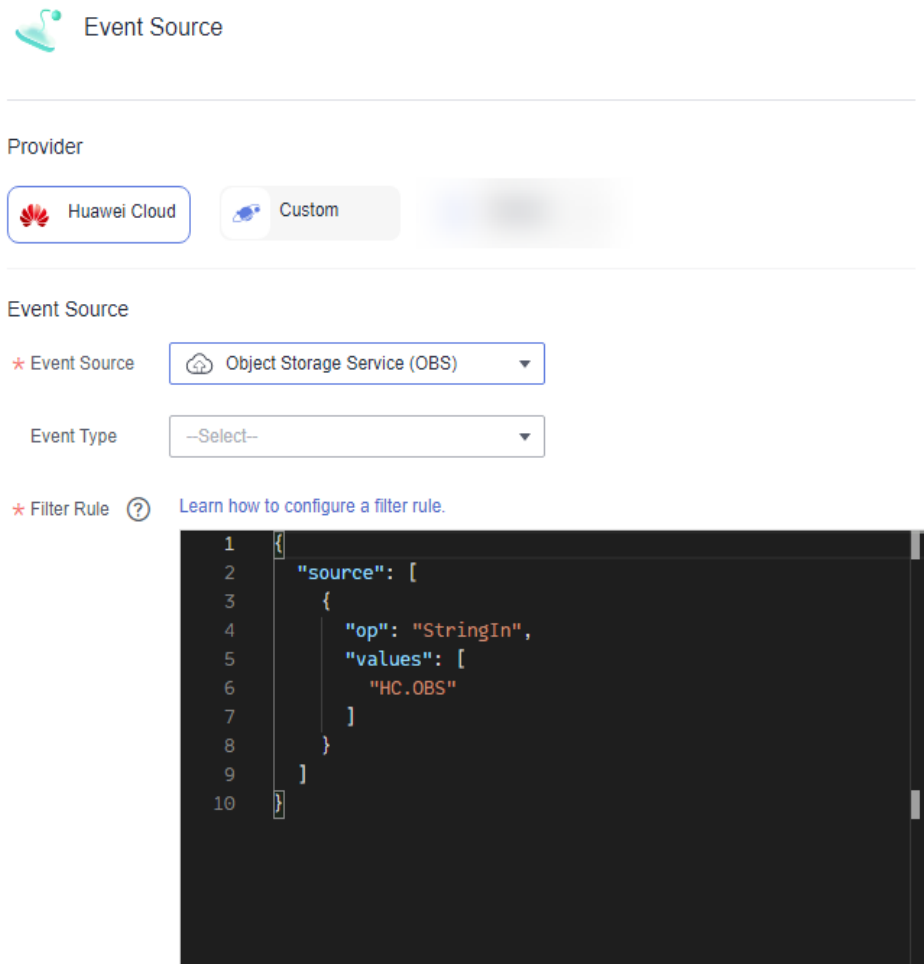 Event Source
Provider
Huawei Cloud Custom
Event Source
* Event Source Object Storage Service (OBS)
Event Type --Select--
* Filter Rule ? Learn how to configure a filter rule.
1 {
2 "source": [
3 {
4 "op": "StringIn",
5 "values": [
6 "HC.OBS"
7 ]
8 }
9 ]
10 }